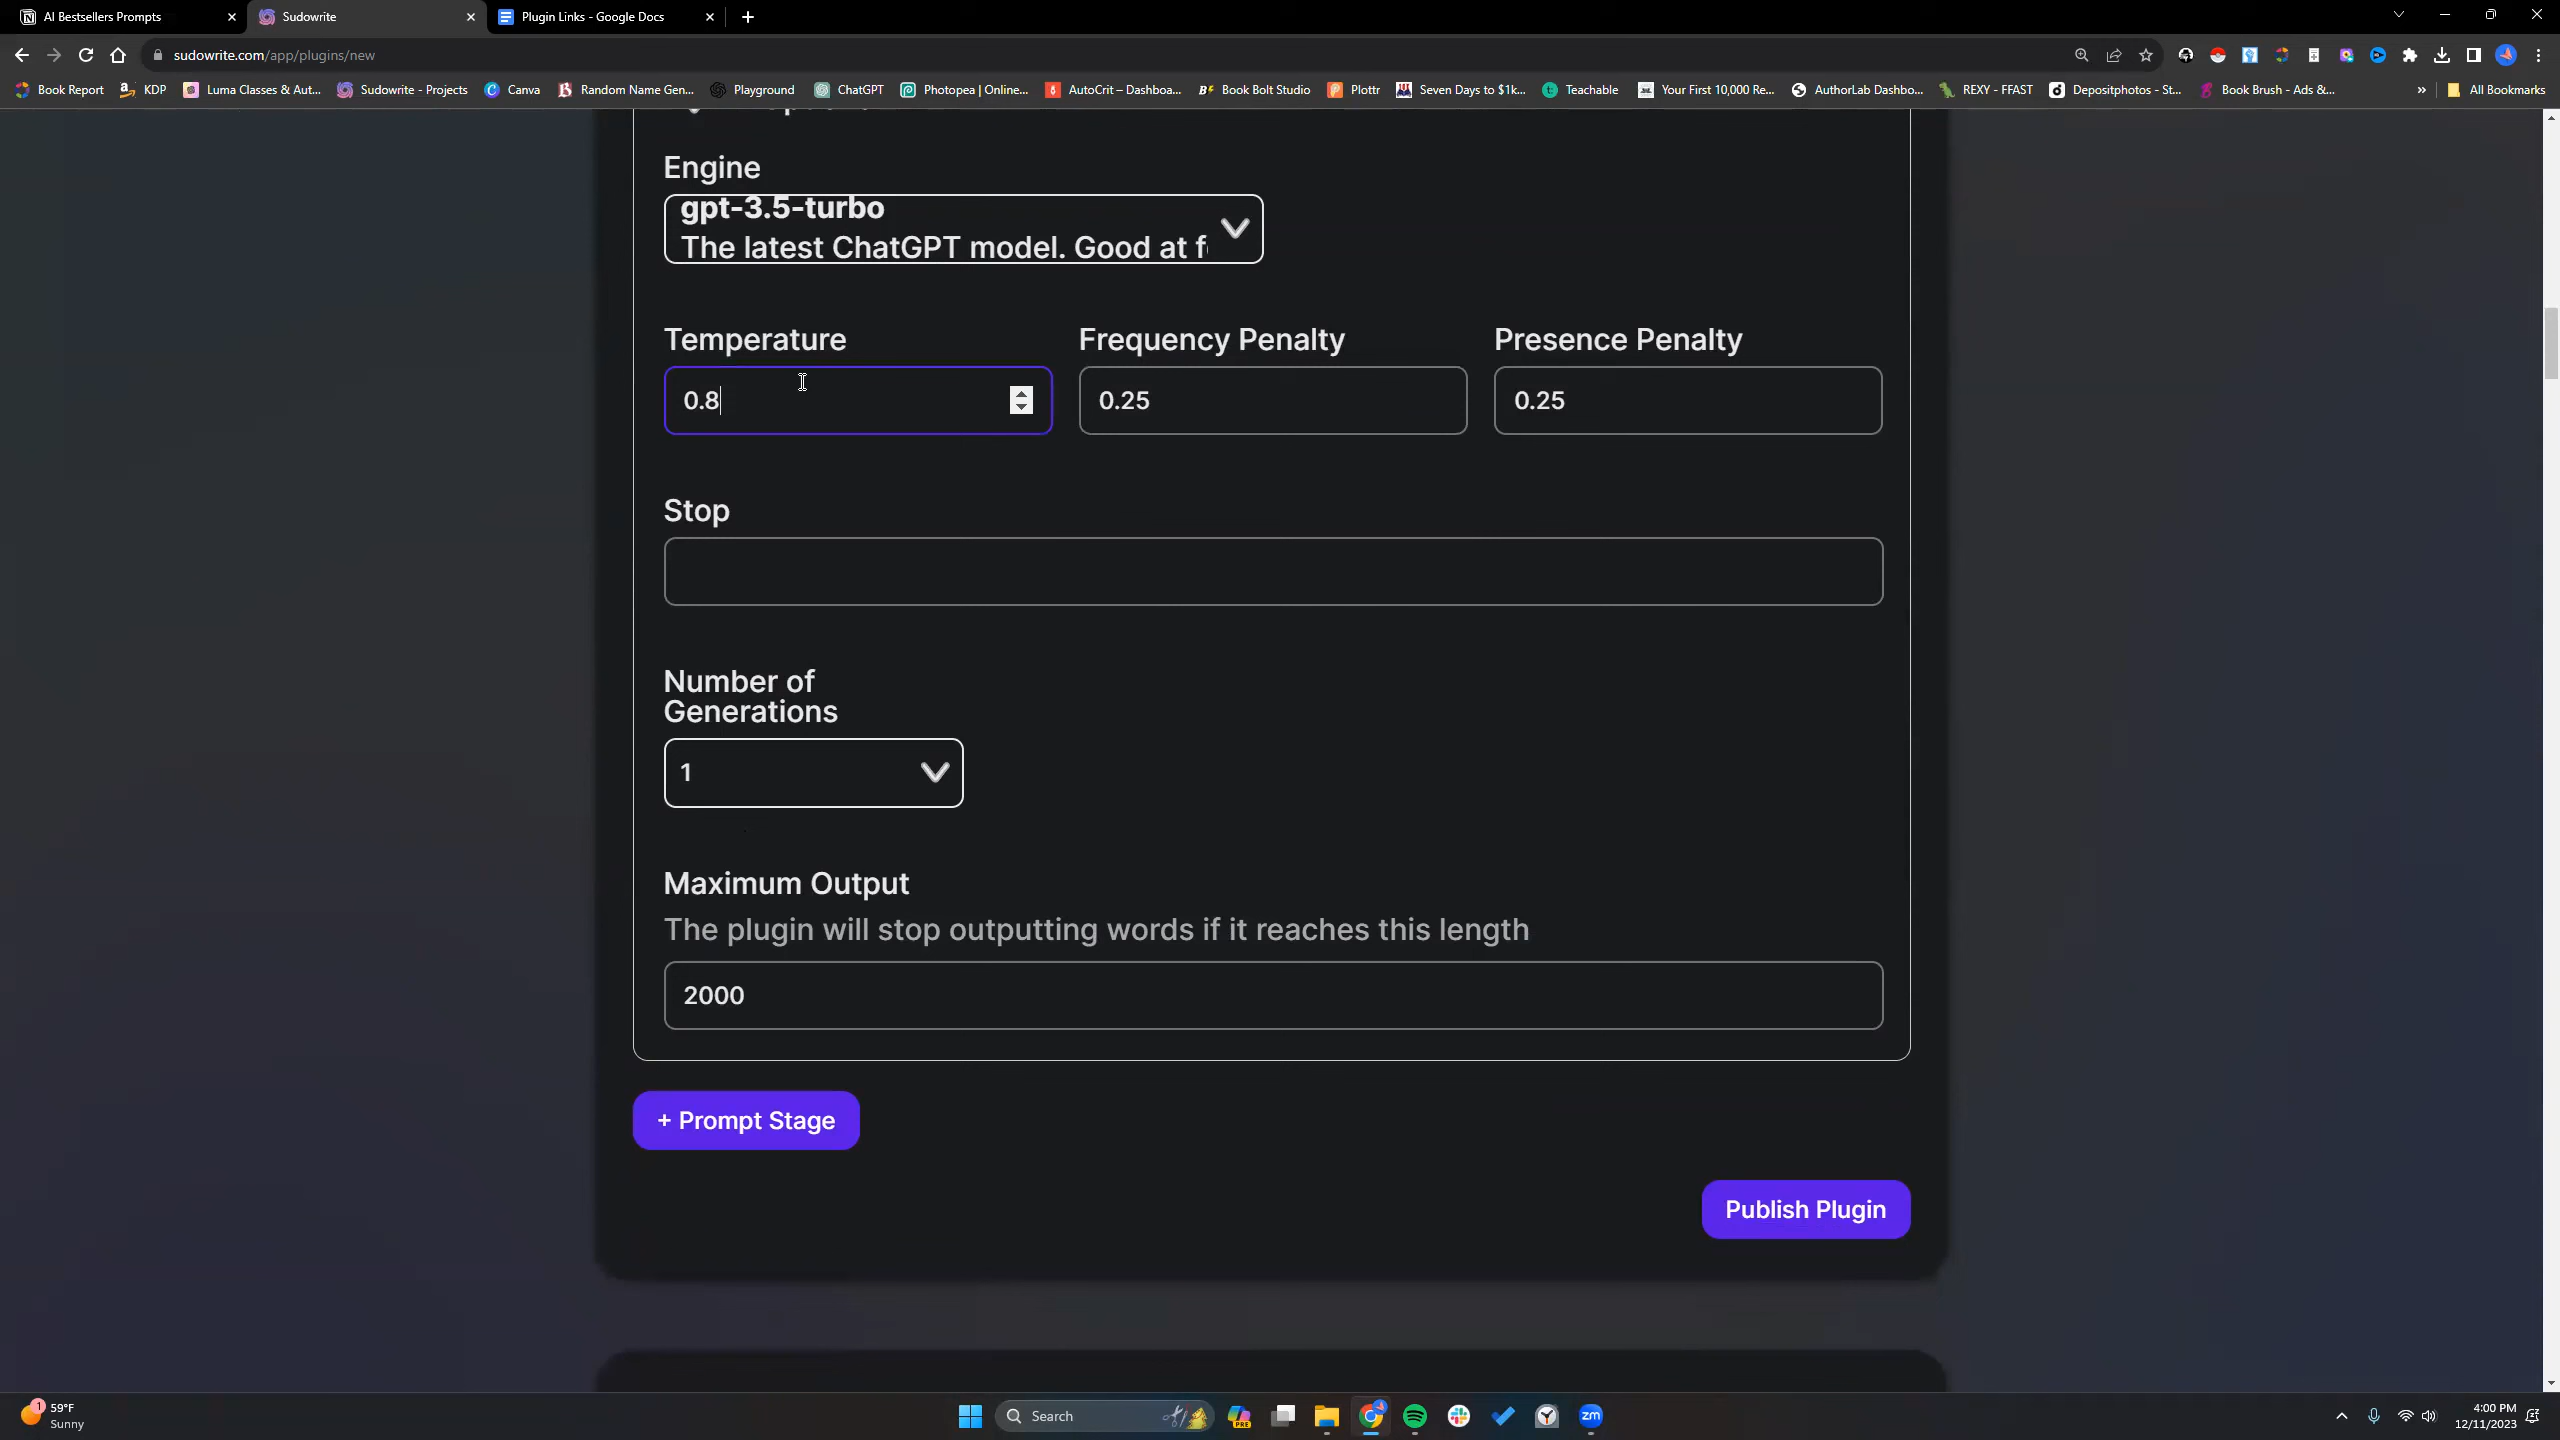 AI Bestsellers Prompts
Sudowrite
Plugin Links - Google Docs
sudowrite.com/app/plugins/new
Book Report
KDP
Luma Classes & Aut...
Sudowrite - Projects
Canva
Random Name Gen...
Playground
ChatGPT
Photopea | Online...
AutoCrit – Dashboa...
Book Bolt Studio
Plottr
Seven Days to $1k...
Teachable
Your First 10,000 Re...
AuthorLab Dashbo...
REXY - FFAST
Depositphotos - St...
Book Brush - Ads &...
»
All Bookmarks
Engine
gpt-3.5-turbo
The latest ChatGPT model. Good at f
Temperature
Frequency Penalty
Presence Penalty
0.8
0.25
0.25
Stop
Number of
Generations
1
Maximum Output
The plugin will stop outputting words if it reaches this length
2000
+ Prompt Stage
Publish Plugin
1
59°F
Sunny
Search
PRE
zm
4:00 PM
12/11/2023